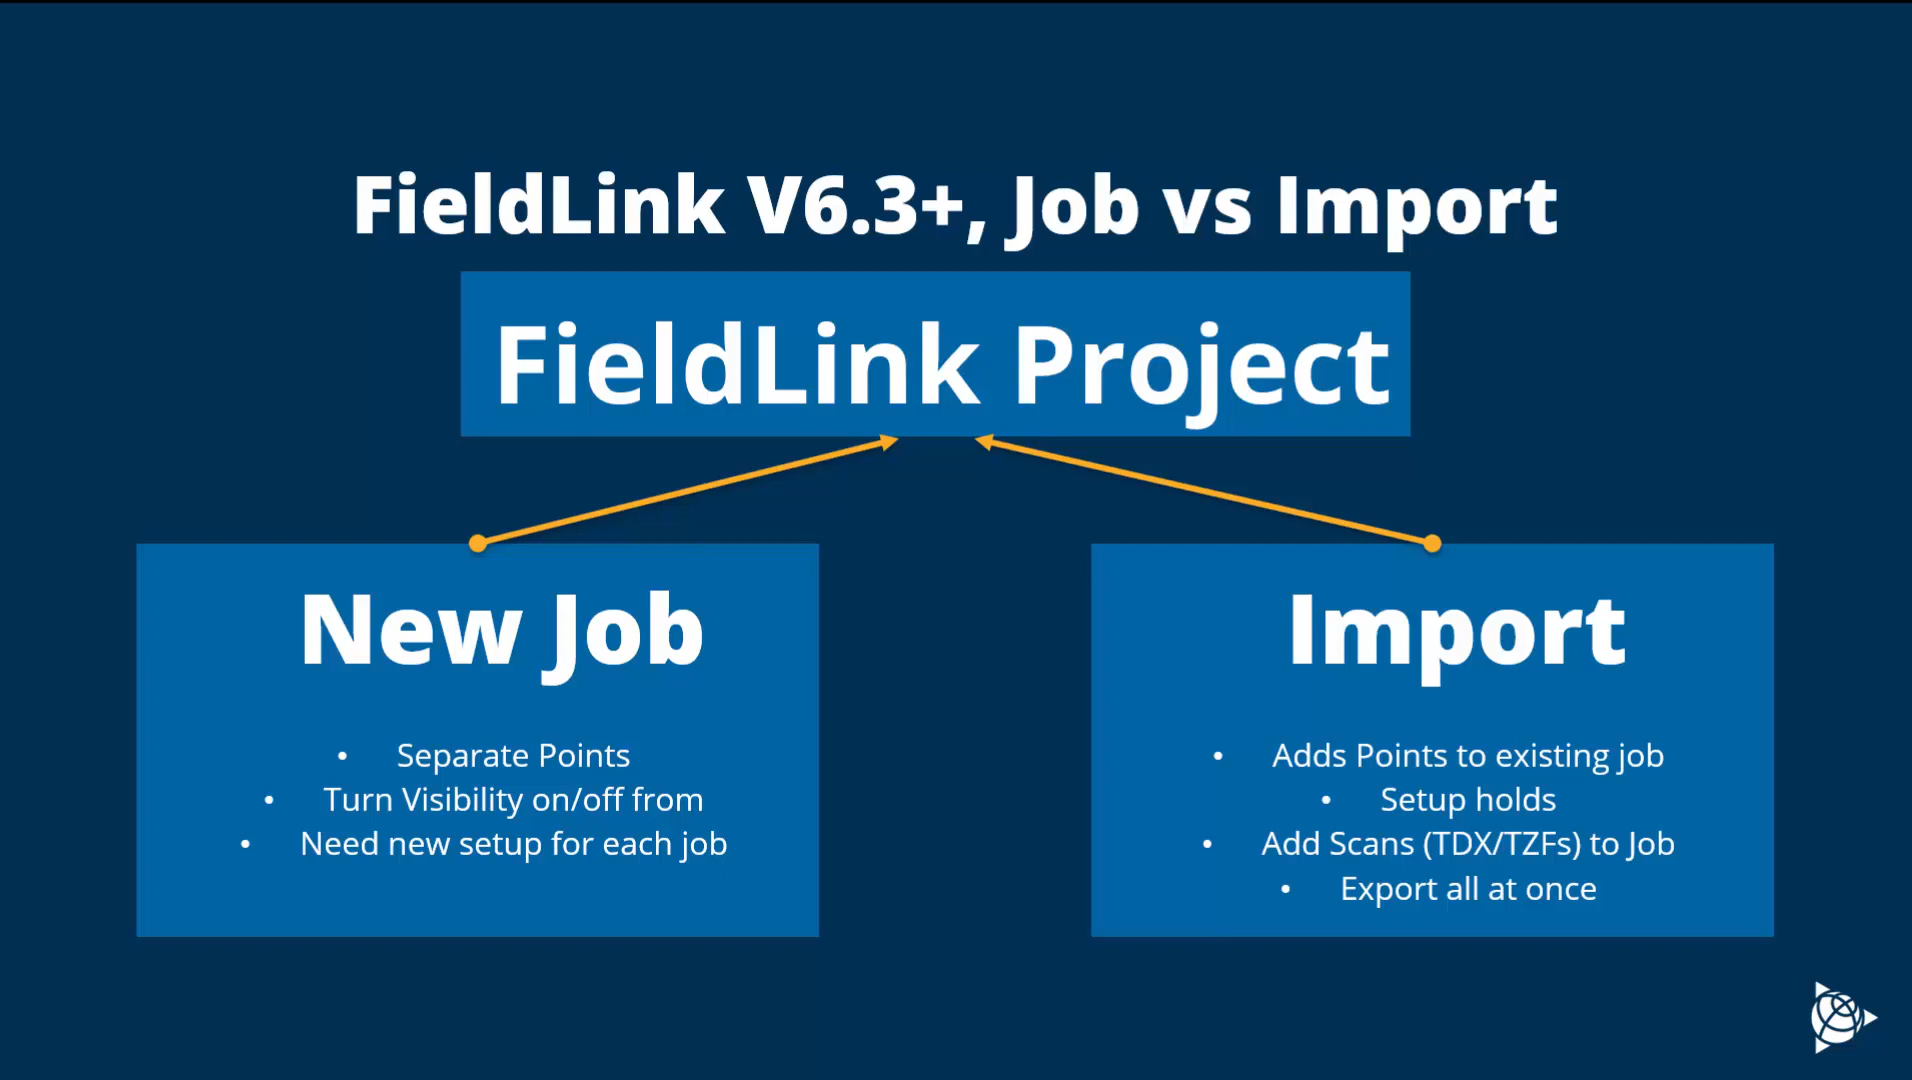 FieldLink V6.3+, Job vs Import
FieldLink Project
New Job
• Separate Points
• Turn Visibility on/off from
• Need new setup for each job
Import
• Adds Points to existing job
• Setup holds
• Add Scans (TDX/TZFs) to Job
• Export all at once